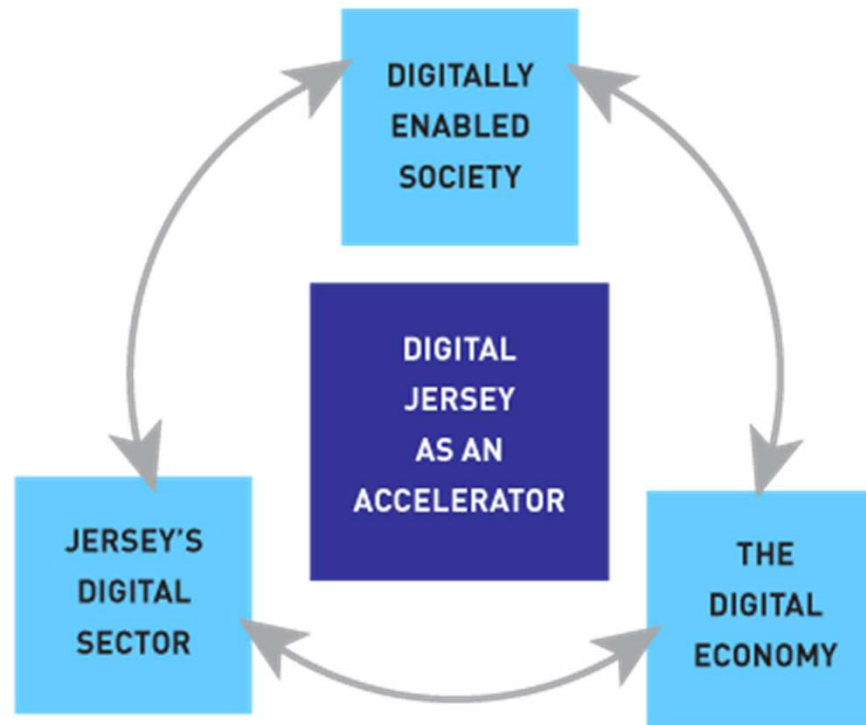 DIGITALLY
ENABLED
SOCIETY
DIGITAL
JERSEY
AS AN
ACCELERATOR
JERSEY'S
DIGITAL
SECTOR
THE
DIGITAL
ECONOMY